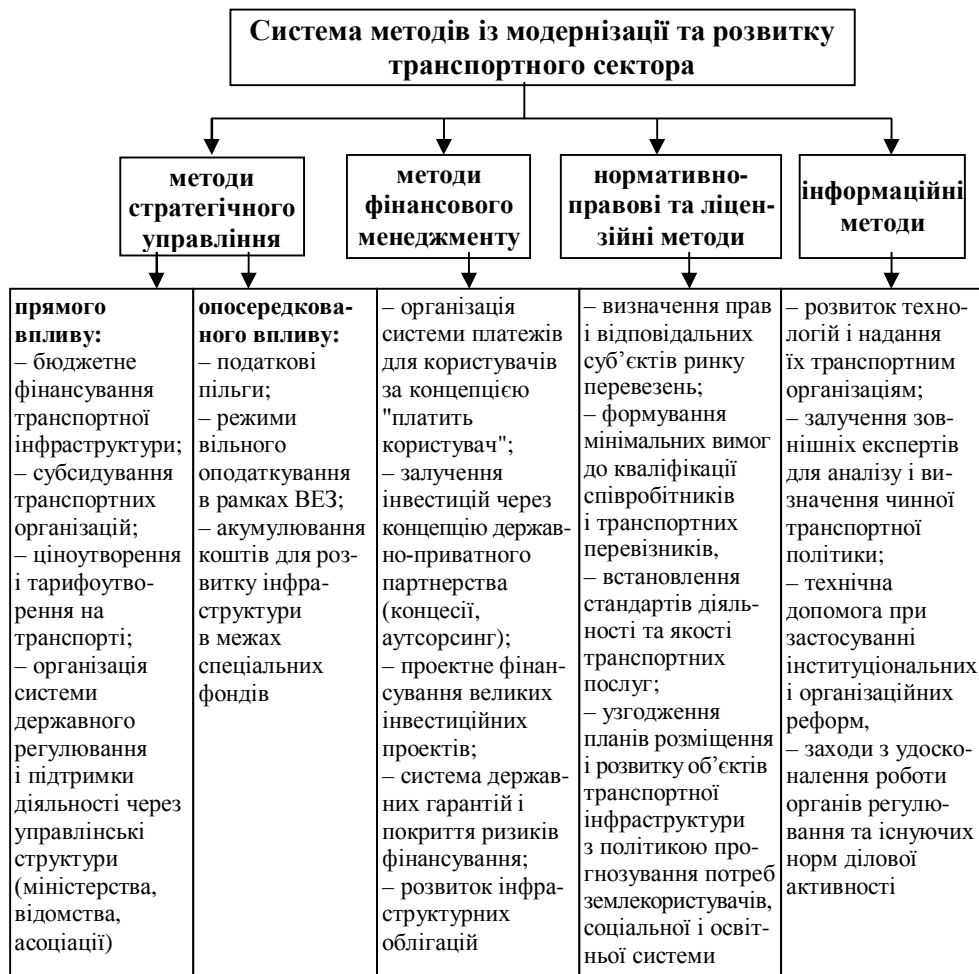 Система методів із модернізації та розвитку
транспортного сектора
методи
стратегічного
управління
методи
фінансового
менеджменту
нормативно-
правові та ліцен-
зійні методи
інформаційні
методи
прямого
впливу:
– бюджетне
фінансування
транспортної
інфраструктури;
– субсидування
транспортних
організацій;
– ціноутворення
і тарифоутво-
рення на
транспорті;
– організація
системи
державного
регулювання
і підтримки
діяльності через
управлінські
структури
(міністерства,
відомства,
асоціації)
опосередкова-
ного впливу:
– податкові
пільги;
– режими
вільного
оподаткування
в рамках ВЕЗ;
– акумулювання
коштів для роз-
витку інфра-
структури
в межах
спеціальних
фондів
– організація
системи платежів
для користувачів
за концепцією
"платить
користувач";
– залучення
інвестицій через
концепцію держав-
но-приватного
партнерства
(концесії,
аутсорсинг);
– проектне фінан-
сування великих
інвестиційних
проектів;
– система держав-
них гарантій і
покриття ризиків
фінансування;
– розвиток інфра-
структурних
облігацій
– визначення прав
і відповідальних
суб’єктів ринку
перевезень;
– формування
мінімальних вимог
до кваліфікації
співробітників
і транспортних
перевізників,
– встановлення
стандартів діяль-
ності та якості
транспортних
послуг;
– узгодження
планів розміщення
і розвитку об’єктів
транспортної
інфраструктури
з політикою про-
гнозування потреб
землекористувачів,
соціальної і освіт-
ньої системи
– розвиток техно-
логій і надання
їх транспортним
організаціям;
– залучення зов-
нішніх експертів
для аналізу і ви-
значення чинної
транспортної
політики;
– технічна
допомога при
застосуванні
інституціональних
і організаційних
реформ,
– заходи з удоско-
налення роботи
органів регулю-
вання та існуючих
норм ділової
активності